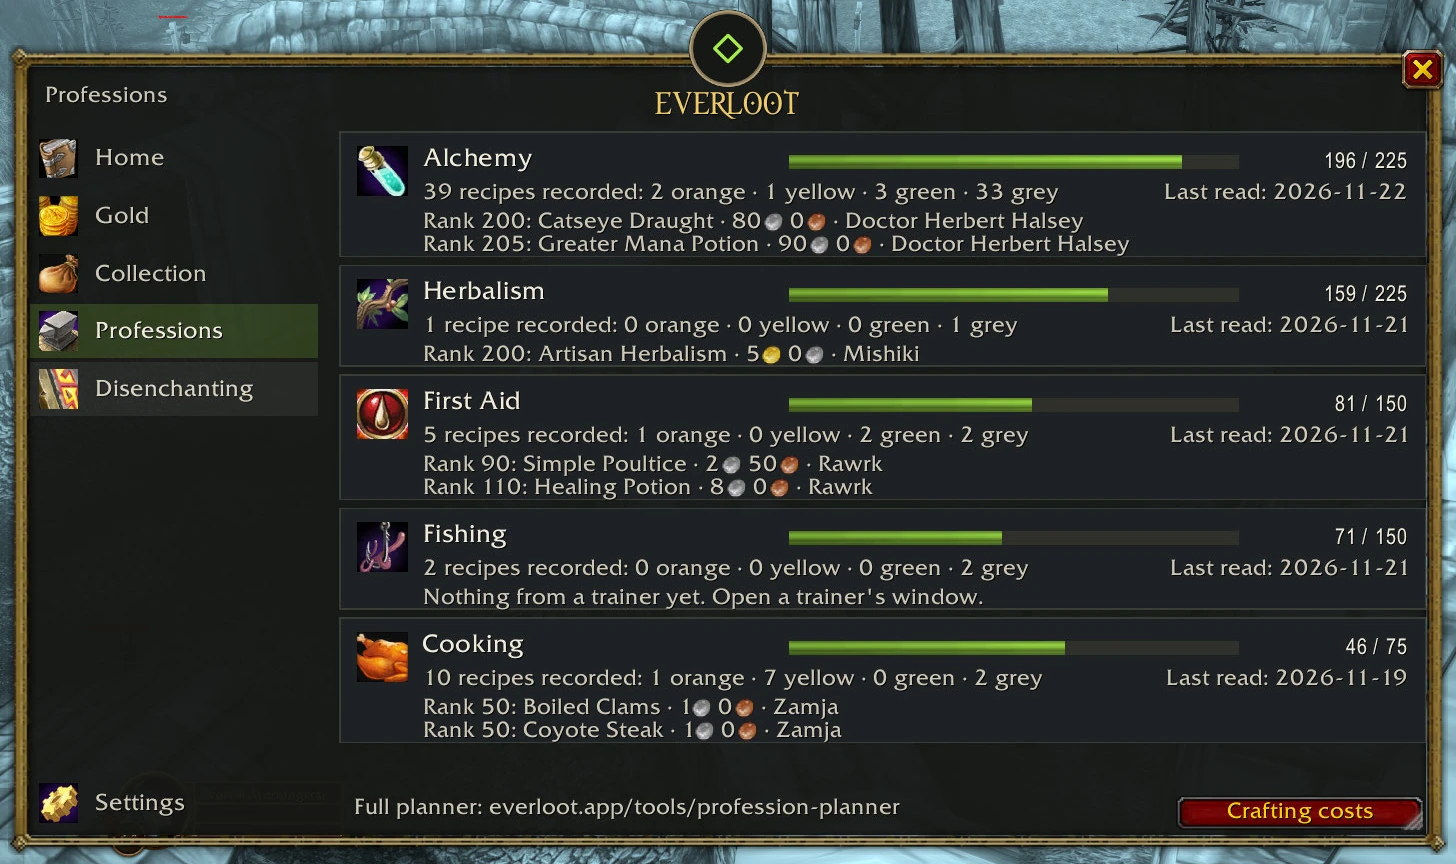 EVERLOOT
Professions
Home
Gold
Collection
Professions
Disenchanting
Settings
Alchemy
196 / 225
39 recipes recorded: 2 orange · 1 yellow · 3 green · 33 grey
Last read: 2026-11-22
Rank 200: Catseye Draught · 80 0 · Doctor Herbert Halsey
Rank 205: Greater Mana Potion · 90 0 · Doctor Herbert Halsey
Herbalism
159 / 225
1 recipe recorded: 0 orange · 0 yellow · 0 green · 1 grey
Last read: 2026-11-21
Rank 200: Artisan Herbalism · 5 0 · Mishiki
First Aid
81 / 150
5 recipes recorded: 1 orange · 0 yellow · 2 green · 2 grey
Last read: 2026-11-21
Rank 90: Simple Poultice · 2 50 · Rawrk
Rank 110: Healing Potion · 8 0 · Rawrk
Fishing
71 / 150
2 recipes recorded: 0 orange · 0 yellow · 0 green · 2 grey
Last read: 2026-11-21
Nothing from a trainer yet. Open a trainer's window.
Cooking
46 / 75
10 recipes recorded: 1 orange · 7 yellow · 0 green · 2 grey
Last read: 2026-11-19
Rank 50: Boiled Clams · 1 0 · Zamja
Rank 50: Coyote Steak · 1 0 · Zamja
Full planner: everloot.app/tools/profession-planner
Crafting costs